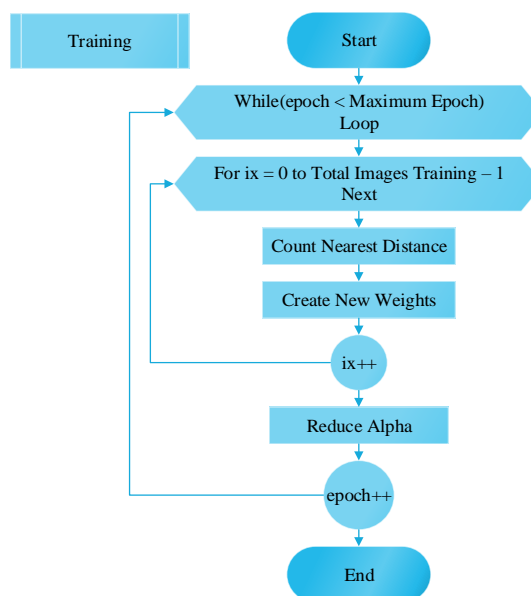 Training
Start
While(epoch < Maximum Epoch)
Loop
For ix = 0 to Total Images Training – 1
Next
Count Nearest Distance
Create New Weights
ix++
Reduce Alpha
epoch++
End